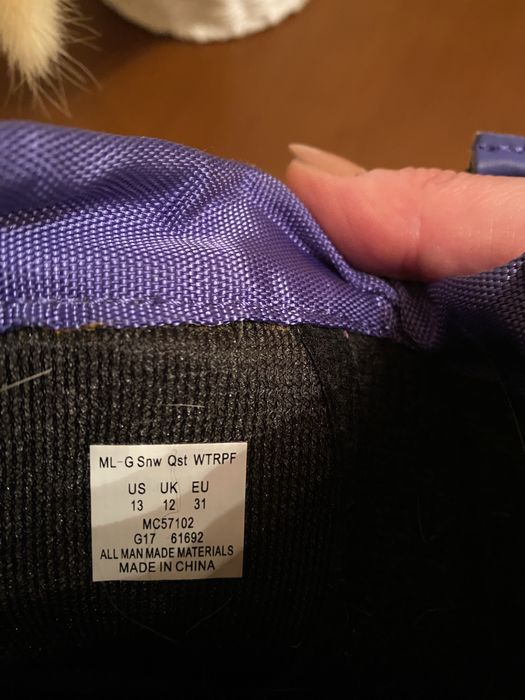 ML-G Snw Qst WTRPF
US UK EU
13 12 31
MC57102
G17 61692
ALL MAN MADE MATERIALS
MADE IN CHINA